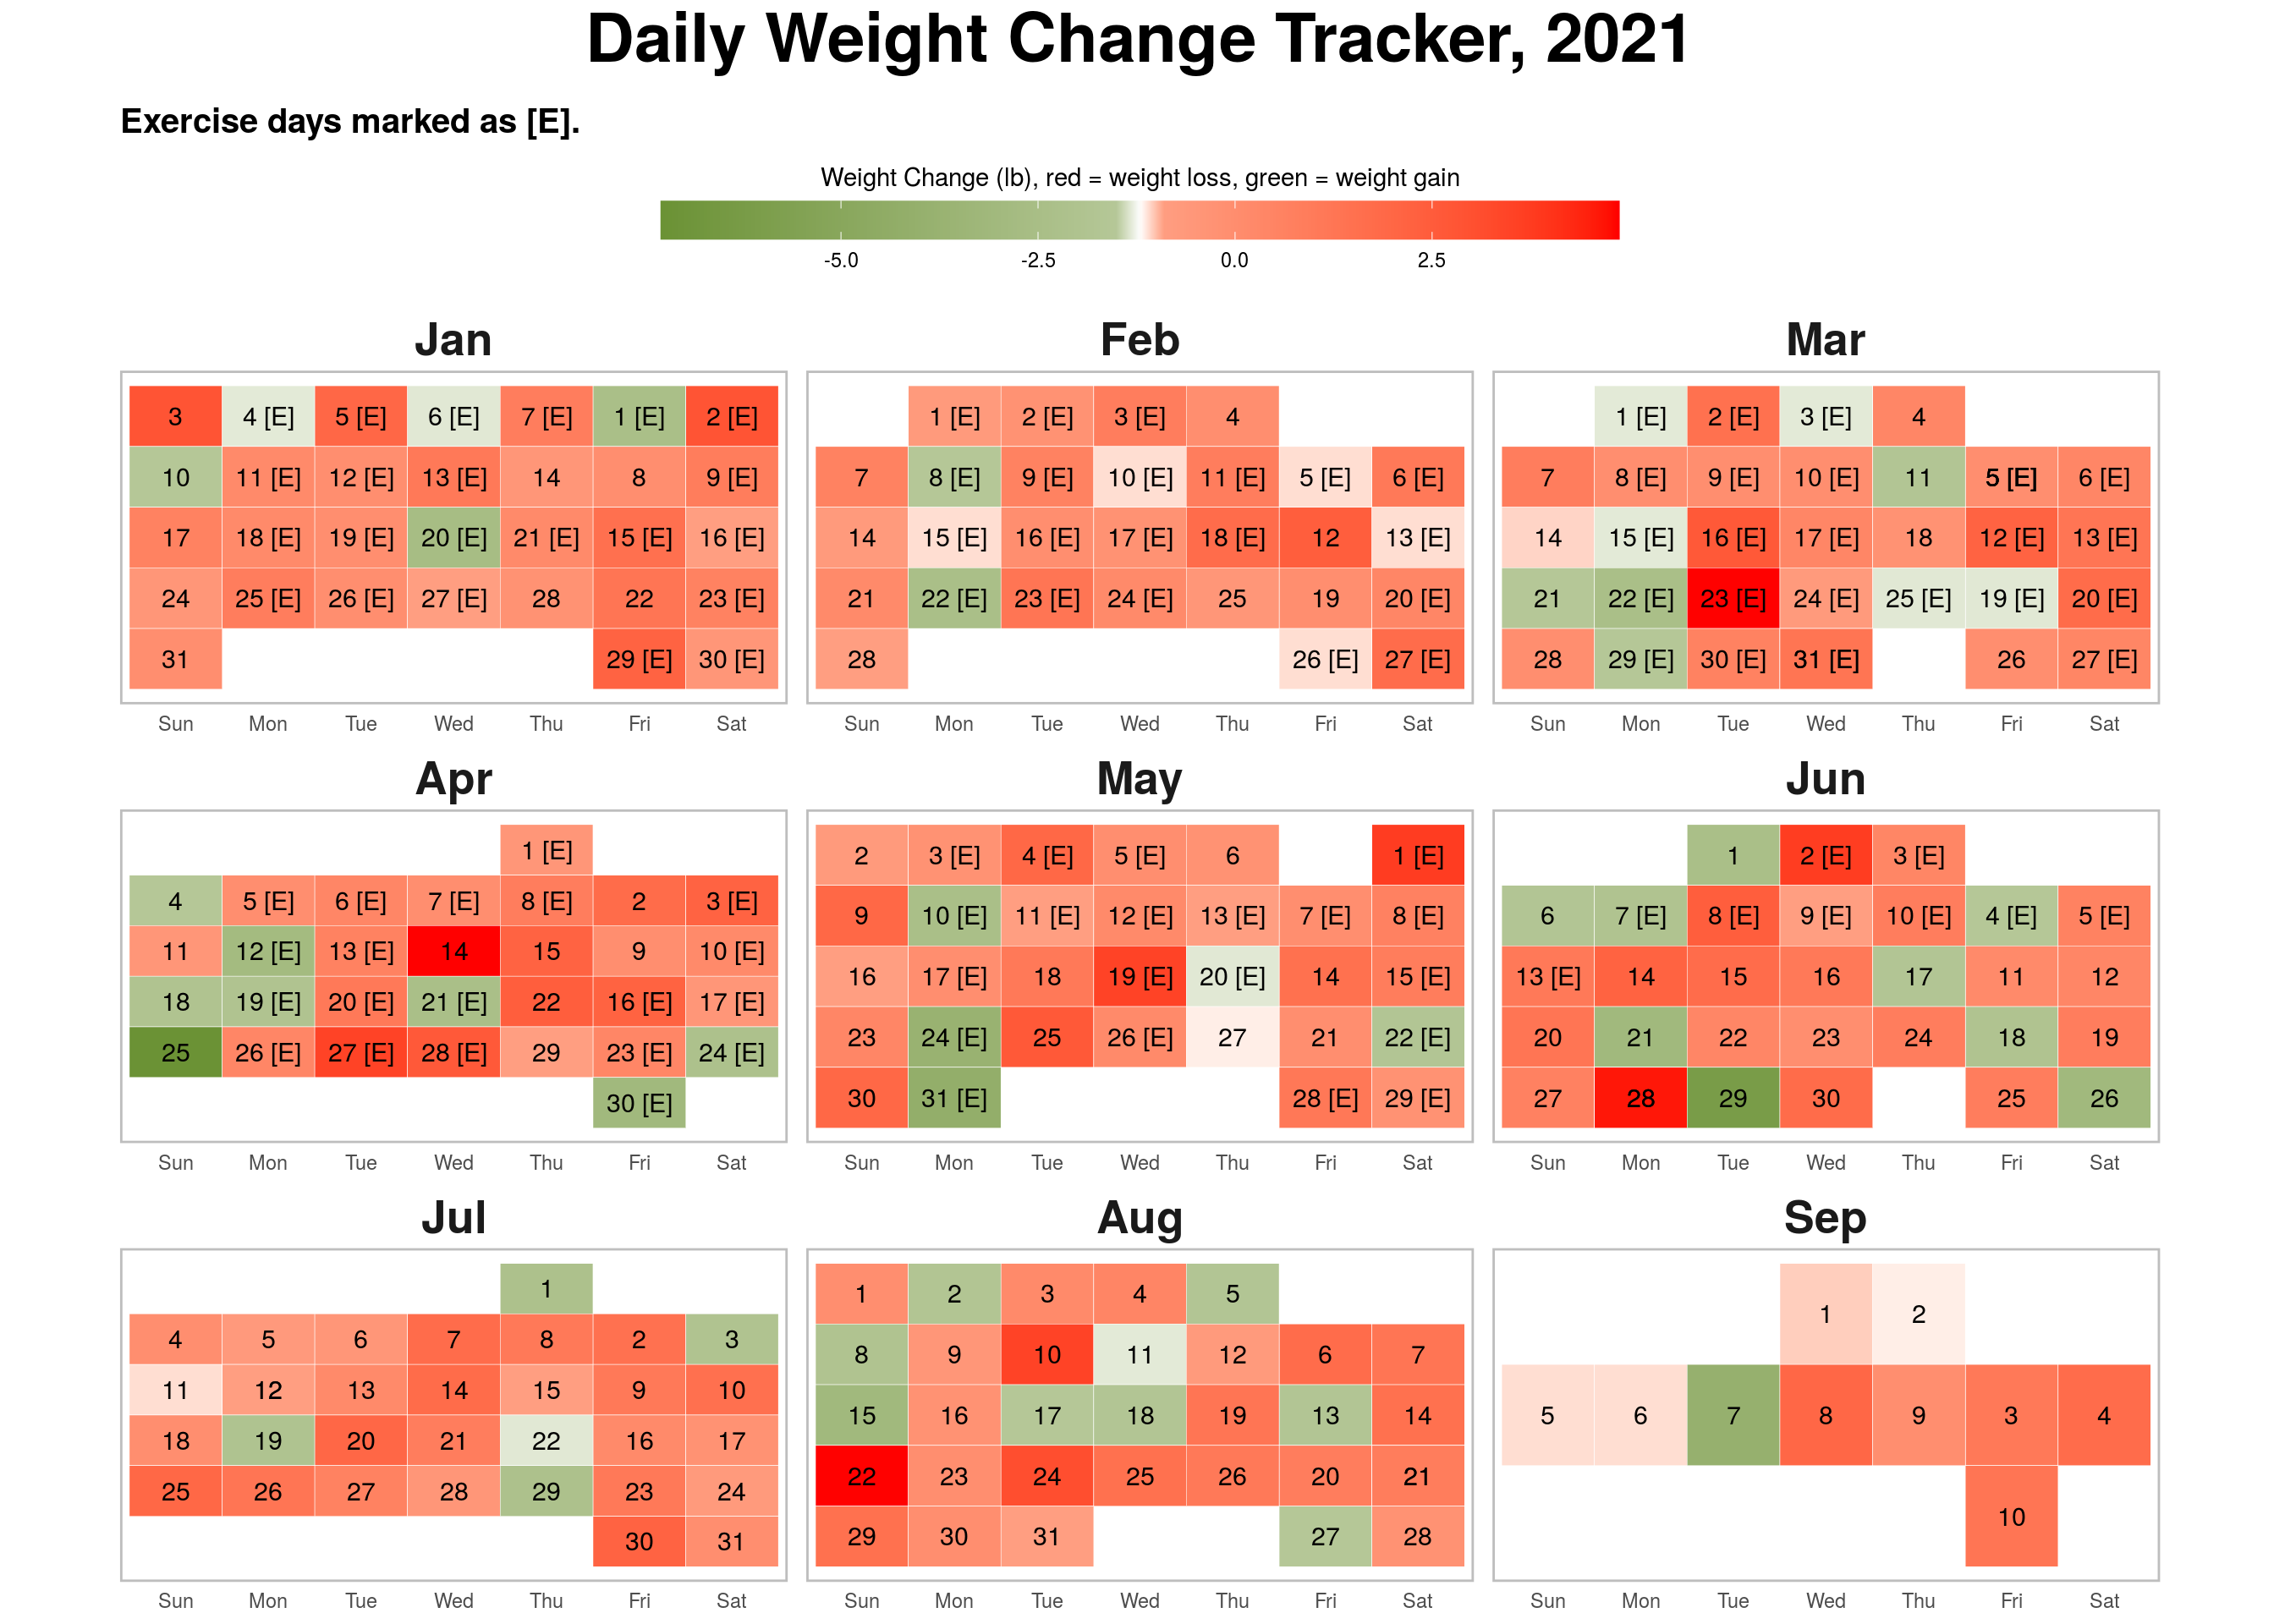 Daily Weight Change Tracker, 2021
Exercise days marked as [E].
Weight Change (lb), red = weight loss, green = weight gain
-5.0 -2.5 0.0 2.5
Jan
3 4 [E] 5 [E] 6 [E] 7 [E] 1 [E] 2 [E]
10 11 [E] 12 [E] 13 [E] 14 8 9 [E]
17 18 [E] 19 [E] 20 [E] 21 [E] 15 [E] 16 [E]
24 25 [E] 26 [E] 27 [E] 28 22 23 [E]
31 29 [E] 30 [E]
Sun Mon Tue Wed Thu Fri Sat
Feb
1 [E] 2 [E] 3 [E] 4
7 8 [E] 9 [E] 10 [E] 11 [E] 5 [E] 6 [E]
14 15 [E] 16 [E] 17 [E] 18 [E] 12 13 [E]
21 22 [E] 23 [E] 24 [E] 25 19 20 [E]
28 26 [E] 27 [E]
Sun Mon Tue Wed Thu Fri Sat
Mar
1 [E] 2 [E] 3 [E] 4
7 8 [E] 9 [E] 10 [E] 11 5 [E] 6 [E]
14 15 [E] 16 [E] 17 [E] 18 12 [E] 13 [E]
21 22 [E] 23 [E] 24 [E] 25 [E] 19 [E] 20 [E]
28 29 [E] 30 [E] 31 [E] 26 27 [E]
Sun Mon Tue Wed Thu Fri Sat
Apr
1 [E]
4 5 [E] 6 [E] 7 [E] 8 [E] 2 3 [E]
11 12 [E] 13 [E] 14 15 9 10 [E]
18 19 [E] 20 [E] 21 [E] 22 16 [E] 17 [E]
25 26 [E] 27 [E] 28 [E] 29 23 [E] 24 [E]
30 [E]
Sun Mon Tue Wed Thu Fri Sat
May
2 3 [E] 4 [E] 5 [E] 6 1 [E]
9 10 [E] 11 [E] 12 [E] 13 [E] 7 [E] 8 [E]
16 17 [E] 18 19 [E] 20 [E] 14 15 [E]
23 24 [E] 25 26 [E] 27 21 22 [E]
30 31 [E] 28 [E] 29 [E]
Sun Mon Tue Wed Thu Fri Sat
Jun
1 2 [E] 3 [E]
6 7 [E] 8 [E] 9 [E] 10 [E] 4 [E] 5 [E]
13 [E] 14 15 16 17 11 12
20 21 22 23 24 18 19
27 28 29 30 25 26
Sun Mon Tue Wed Thu Fri Sat
Jul
1
4 5 6 7 8 2 3
11 12 13 14 15 9 10
18 19 20 21 22 16 17
25 26 27 28 29 23 24
30 31
Sun Mon Tue Wed Thu Fri Sat
Aug
1 2 3 4 5
8 9 10 11 12 6 7
15 16 17 18 19 13 14
22 23 24 25 26 20 21
29 30 31 27 28
Sun Mon Tue Wed Thu Fri Sat
Sep
1 2
5 6 7 8 9 3 4
10
Sun Mon Tue Wed Thu Fri Sat